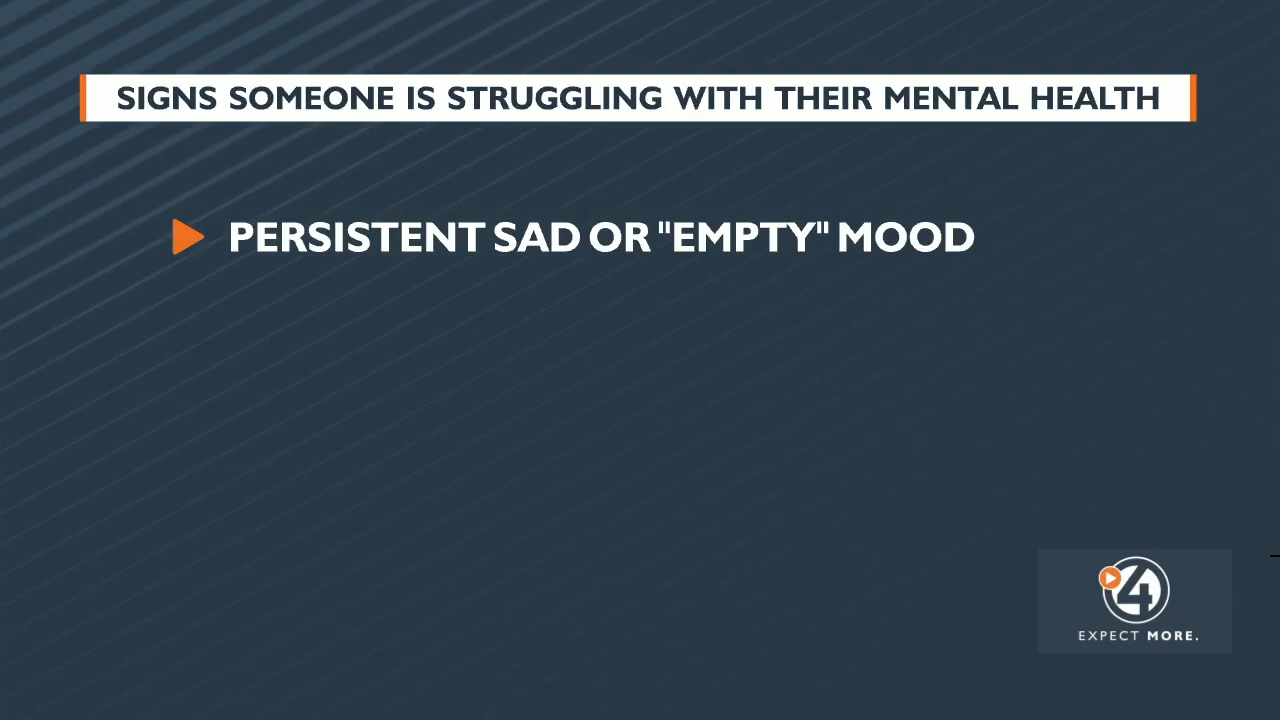 SIGNS SOMEONE IS STRUGGLING WITH THEIR MENTAL HEALTH
PERSISTENT SAD OR "EMPTY" MOOD
4
EXPECT MORE.